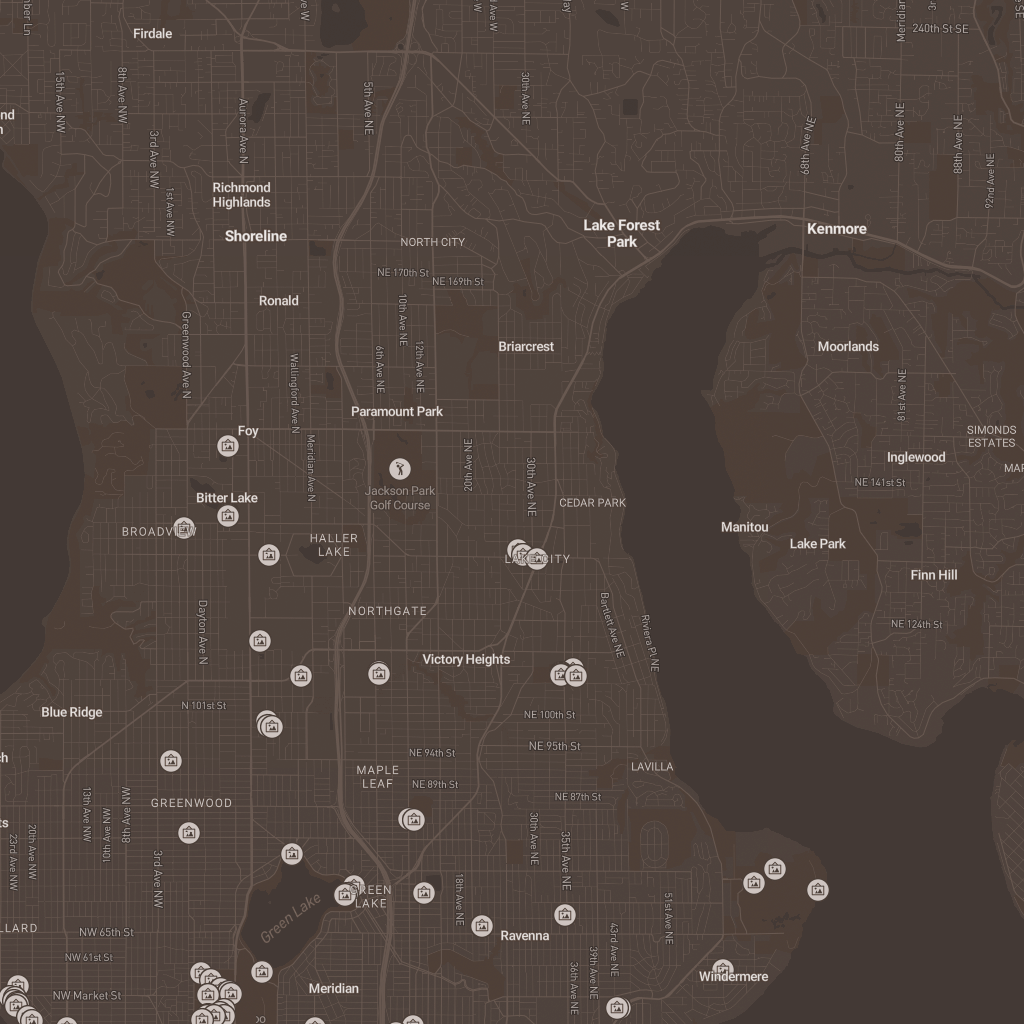 Firdale
240th St SE
15th Ave NW
8th Ave NW
5th Ave NE
30th Ave NE
Aurora Ave N
3rd Ave NW
1st Ave NW
68th Ave NE
80th Ave NE
88th Ave NE
92nd Ave NE
Richmond
Highlands
Shoreline
Lake Forest
Park
Kenmore
NORTH CITY
NE 170th St
NE 169th St
Ronald
Greenwood Ave N
10th Ave NE
6th Ave NE
12th Ave NE
Briarcrest
Moorlands
Wallingford Ave N
81st Ave NE
Paramount Park
Foy
Meridian Ave N
20th Ave NE
30th Ave NE
SIMONDS
ESTATES
Inglewood
NE 141st St
Jackson Park
Golf Course
Bitter Lake
CEDAR PARK
BROADVIEW
HALLER
LAKE
Manitou
Lake Park
LAKE CITY
Finn Hill
NORTHGATE
Dayton Ave N
Bartlett Ave NE
Riviera Pl NE
NE 124th St
Victory Heights
Blue Ridge
N 101st St
NE 100th St
NE 94th St
NE 95th St
MAPLE
LEAF
NE 89th St
LAVILLA
NE 87th St
GREENWOOD
13th Ave NW
10th Ave NW
8th Ave NW
20th Ave NW
23rd Ave NW
3rd Ave NW
30th Ave NE
35th Ave NE
18th Ave NE
GREEN
LAKE
Green Lake
51st Ave NE
43rd Ave NE
39th Ave NE
36th Ave NE
NW 65th St
Ravenna
NW 61st St
NW Market St
Meridian
Windermere